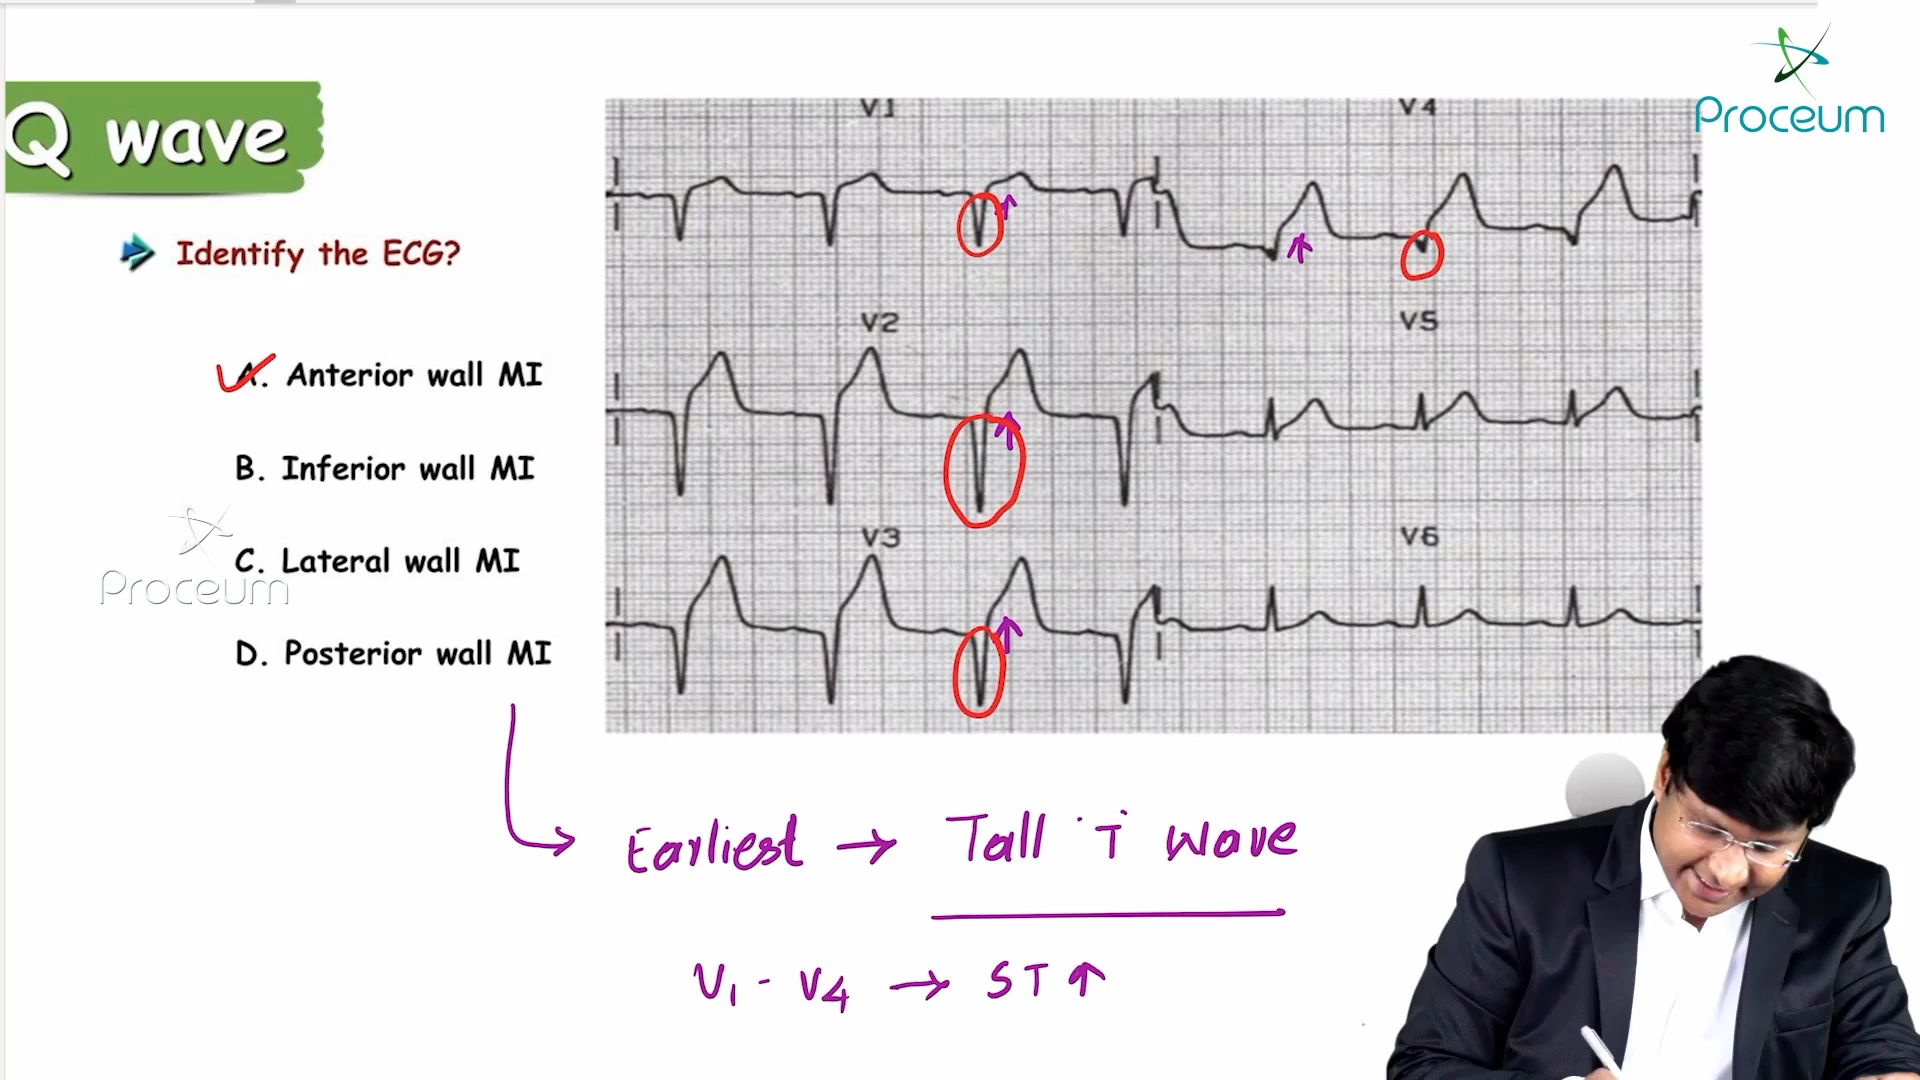 Proceum
Q wave
Identify the ECG?
A. Anterior wall MI
B. Inferior wall MI
C. Lateral wall MI
Proceum
D. Posterior wall MI
V1
V4
V2
V5
V3
V6
Earliest → Tall T wave
V1 - V4 → ST ↑